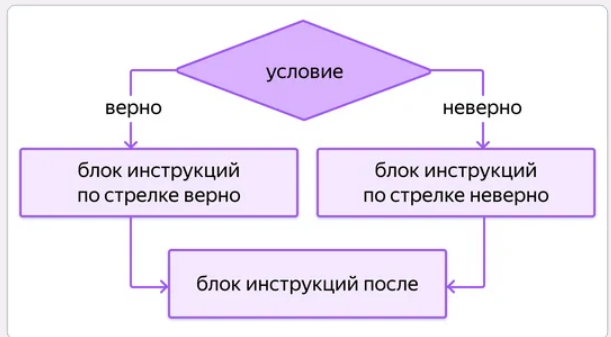 условие
верно
неверно
блок инструкций
по стрелке верно
блок инструкций
по стрелке неверно
блок инструкций после